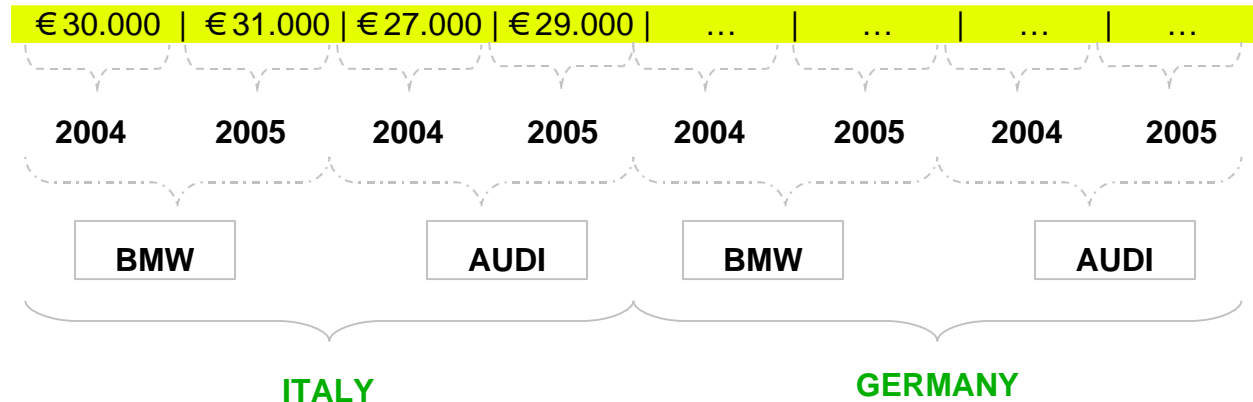 €30.000 | €31.000 | €27.000 | €29.000 | … | … | … | …
2004 2005 2004 2005 2004 2005 2004 2005
BMW AUDI BMW AUDI
ITALY GERMANY